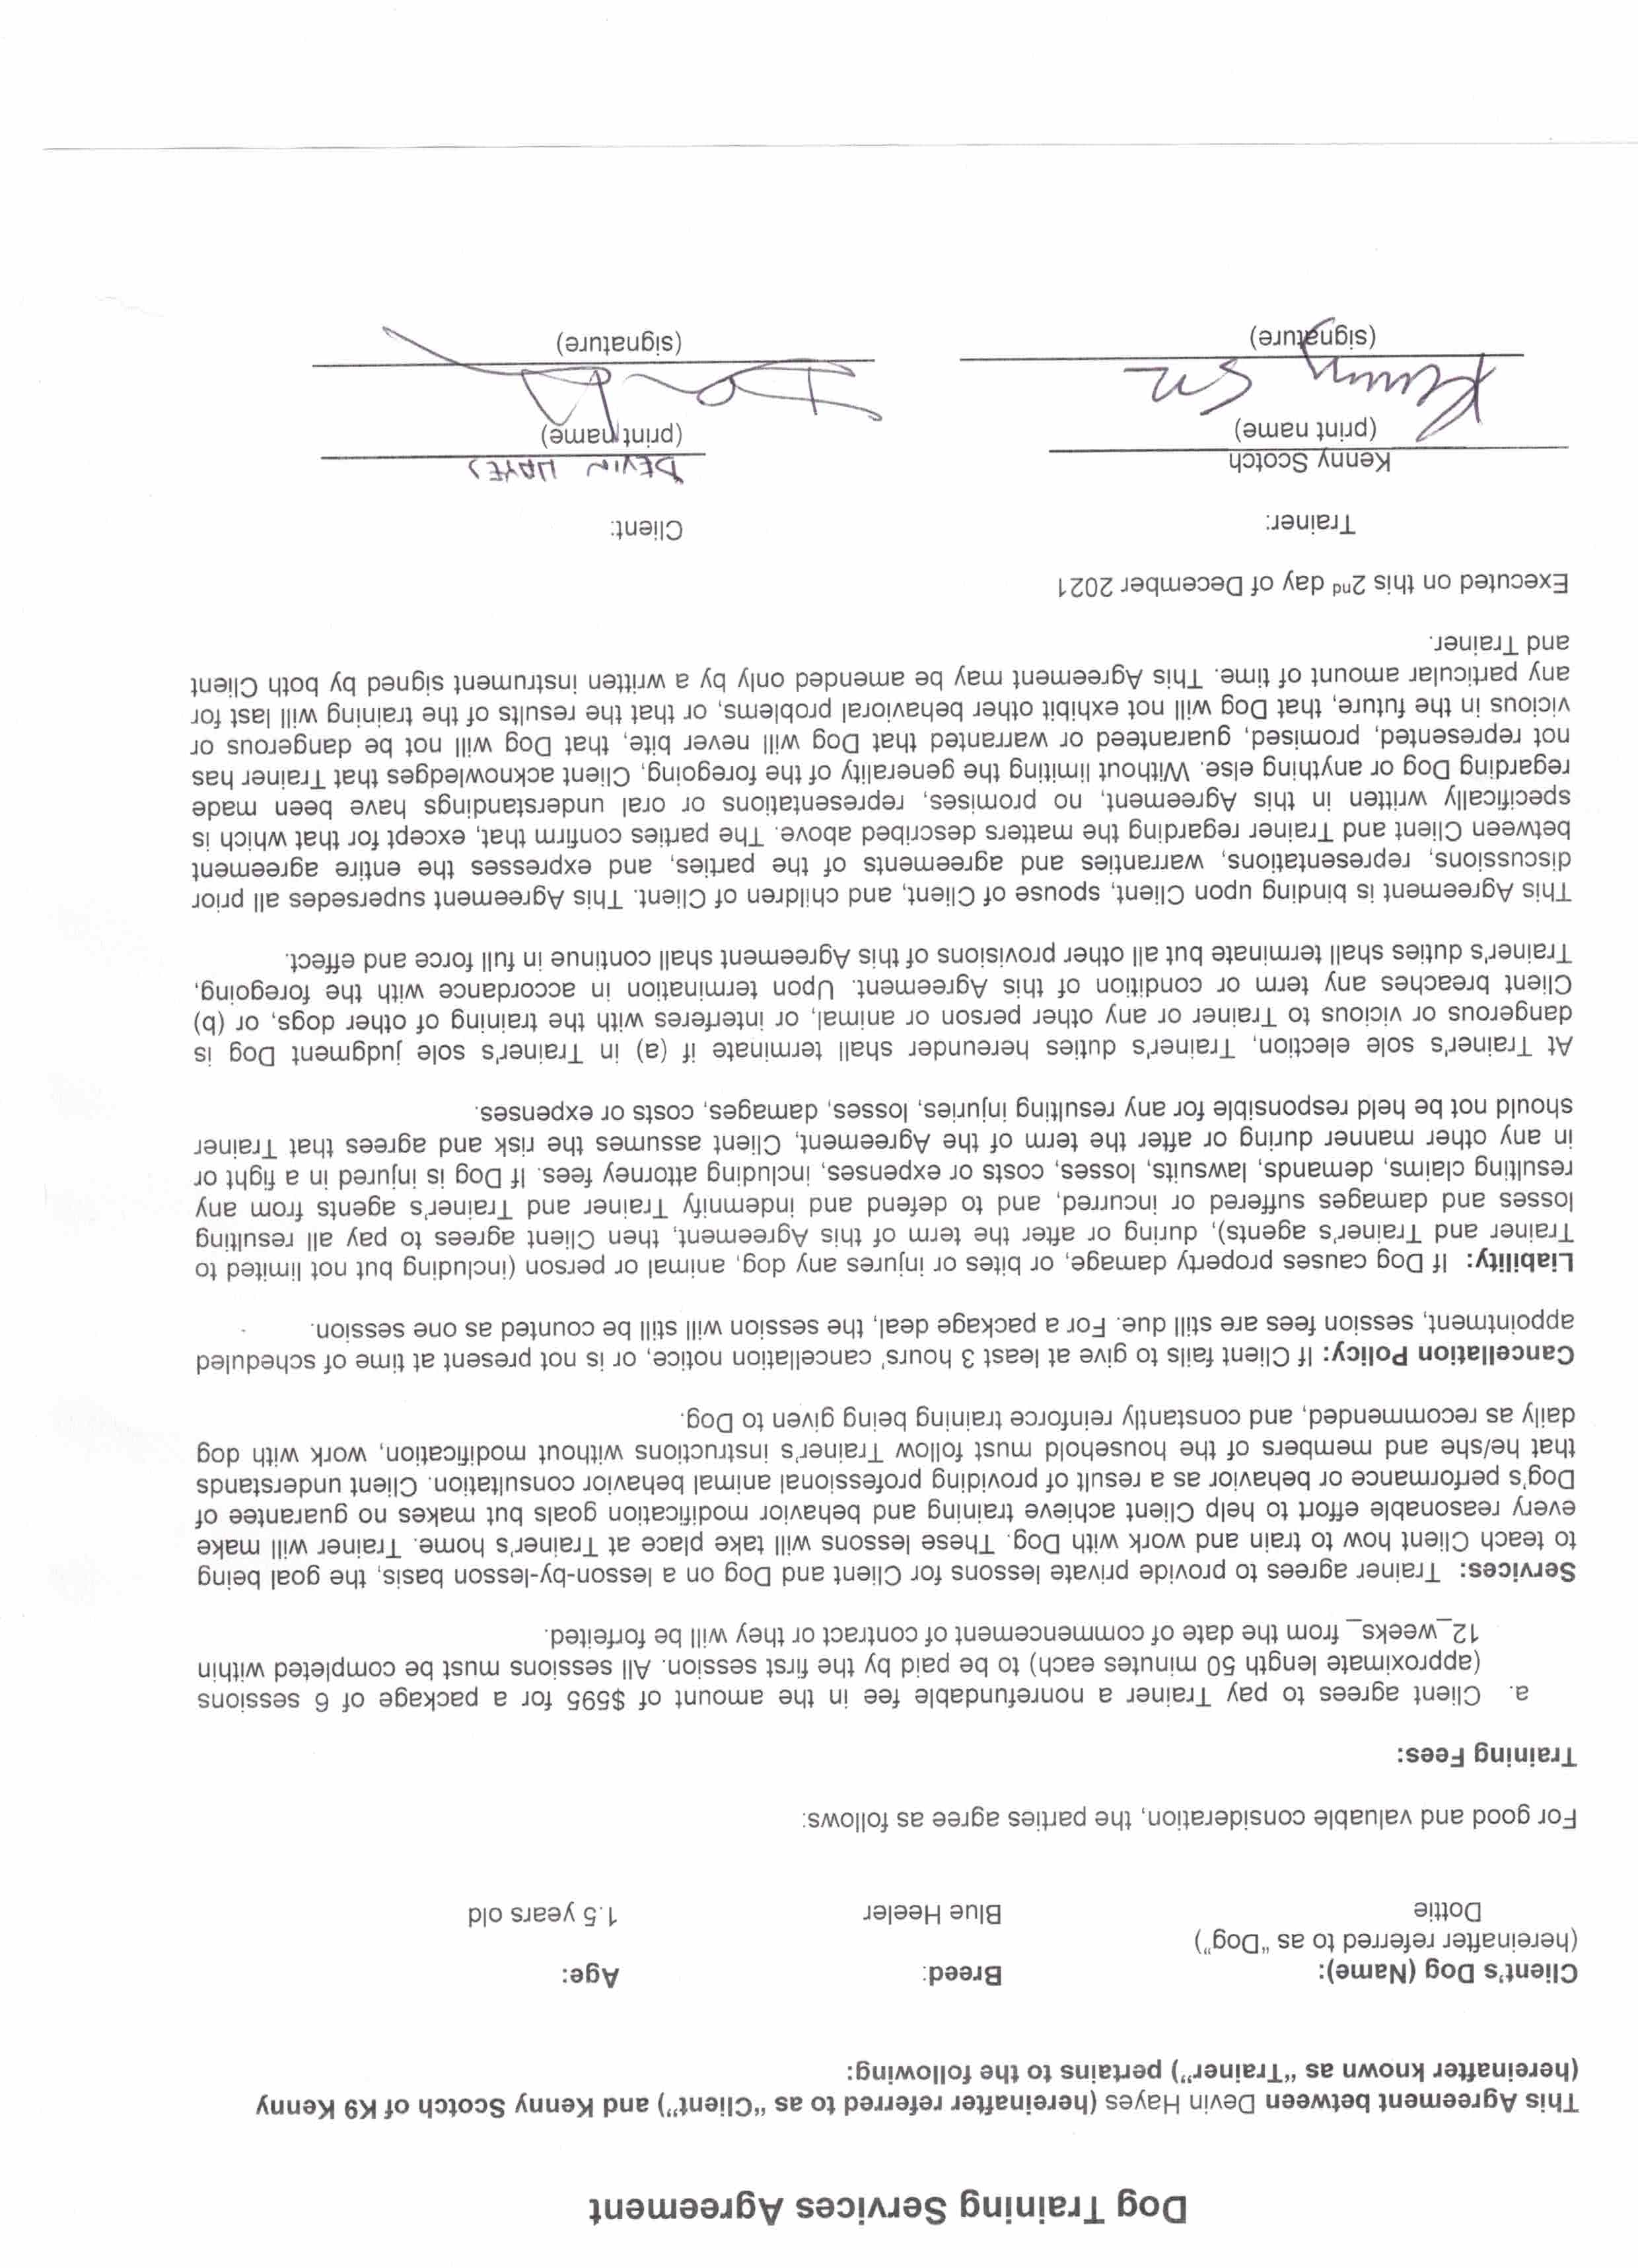 Dog Training Services Agreement
This Agreement between Devin Hayes (hereinafter referred to as “Client”) and Kenny Scotch of K9 Kenny
(hereinafter known as “Trainer”) pertains to the following:
Client’s Dog (Name): Breed: Age:
(hereinafter referred to as “Dog”)
Dottie Blue Heeler 1.5 years old
For good and valuable consideration, the parties agree as follows:
Training Fees:
a. Client agrees to pay Trainer a nonrefundable fee in the amount of $595 for a package of 6 sessions
(approximate length 50 minutes each) to be paid by the first session. All sessions must be completed within
12_weeks_ from the date of commencement of contract or they will be forfeited.
Services: Trainer agrees to provide private lessons for Client and Dog on a lesson-by-lesson basis, the goal being
to teach Client how to train and work with Dog. These lessons will take place at Trainer’s home. Trainer will make
every reasonable effort to help Client achieve training and behavior modification goals but makes no guarantee of
Dog’s performance or behavior as a result of providing professional animal behavior consultation. Client understands
that he/she and members of the household must follow Trainer’s instructions without modification, work with dog
daily as recommended, and constantly reinforce training being given to Dog.
Cancellation Policy: If Client fails to give at least 3 hours’ cancellation notice, or is not present at time of scheduled
appointment, session fees are still due. For a package deal, the session will still be counted as one session.
Liability: If Dog causes property damage, or bites or injures any dog, animal or person (including but not limited to
Trainer and Trainer’s agents), during or after the term of this Agreement, then Client agrees to pay all resulting
losses and damages suffered or incurred, and to defend and indemnify Trainer and Trainer’s agents from any
resulting claims, demands, lawsuits, losses, costs or expenses, including attorney fees. If Dog is injured in a fight or
in any other manner during or after the term of the Agreement, Client assumes the risk and agrees that Trainer
should not be held responsible for any resulting injuries, losses, damages, costs or expenses.
At Trainer's sole election, Trainer's duties hereunder shall terminate if (a) in Trainer's sole judgment Dog is
dangerous or vicious to Trainer or any other person or animal, or interferes with the training of other dogs, or (b)
Client breaches any term or condition of this Agreement. Upon termination in accordance with the foregoing,
Trainer's duties shall terminate but all other provisions of this Agreement shall continue in full force and effect.
This Agreement is binding upon Client, spouse of Client, and children of Client. This Agreement supersedes all prior
discussions, representations, warranties and agreements of the parties, and expresses the entire agreement
between Client and Trainer regarding the matters described above. The parties confirm that, except for that which is
specifically written in this Agreement, no promises, representations or oral understandings have been made
regarding Dog or anything else. Without limiting the generality of the foregoing, Client acknowledges that Trainer has
not represented, promised, guaranteed or warranted that Dog will never bite, that Dog will not be dangerous or
vicious in the future, that Dog will not exhibit other behavioral problems, or that the results of the training will last for
any particular amount of time. This Agreement may be amended only by a written instrument signed by both Client
and Trainer.
Executed on this 2nd day of December 2021
Trainer: Client:
Kenny Scotch DEVIN HAYES
(print name) (print name)
Kenny
(signature) (signature)